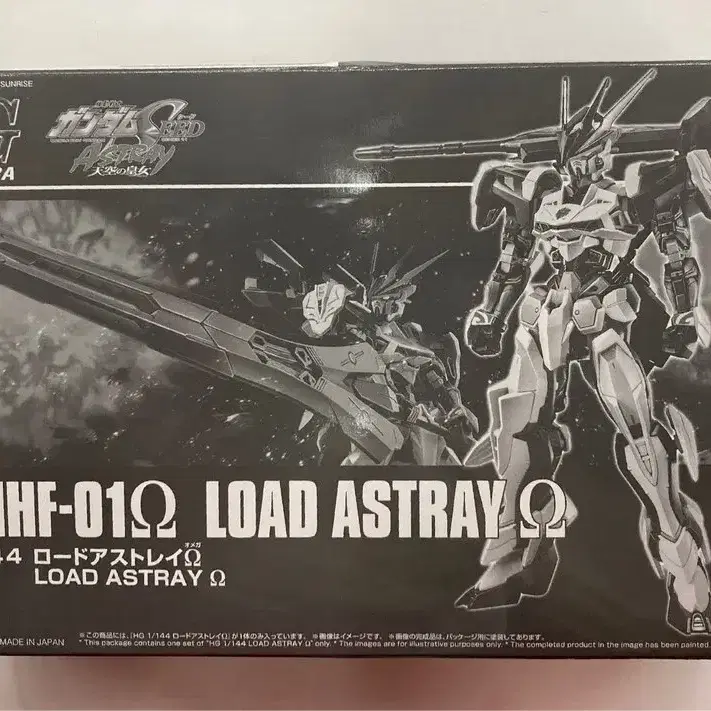 SUNRISE
ガンダムSEED
ASTRAY
天空の皇女
HF-01Ω LOAD ASTRAY Ω
オメガ
44 ロードアストレイΩ
LOAD ASTRAY Ω
※この商品には、「HG 1/144 ロードアストレイΩ」が1体のみ入っています。 ※画像はイメージです。 ※画像の完成品は、パッケージ用に塗装しております。
MADE IN JAPAN
* This package contains one set of "HG 1/144 LOAD ASTRAY Ω" only. * The images are for illustrative purposes only. * The completed product in the image has been painted.